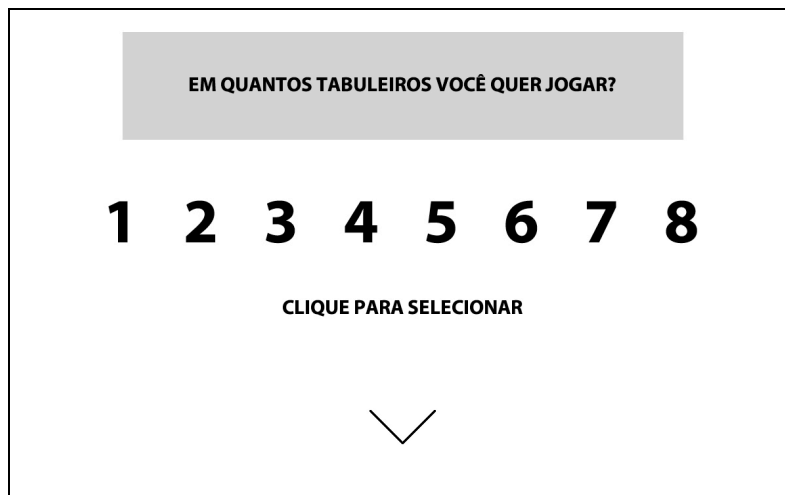 EM QUANTOS TABULEIROS VOCÊ QUER JOGAR?
1 2 3 4 5 6 7 8
CLIQUE PARA SELECIONAR